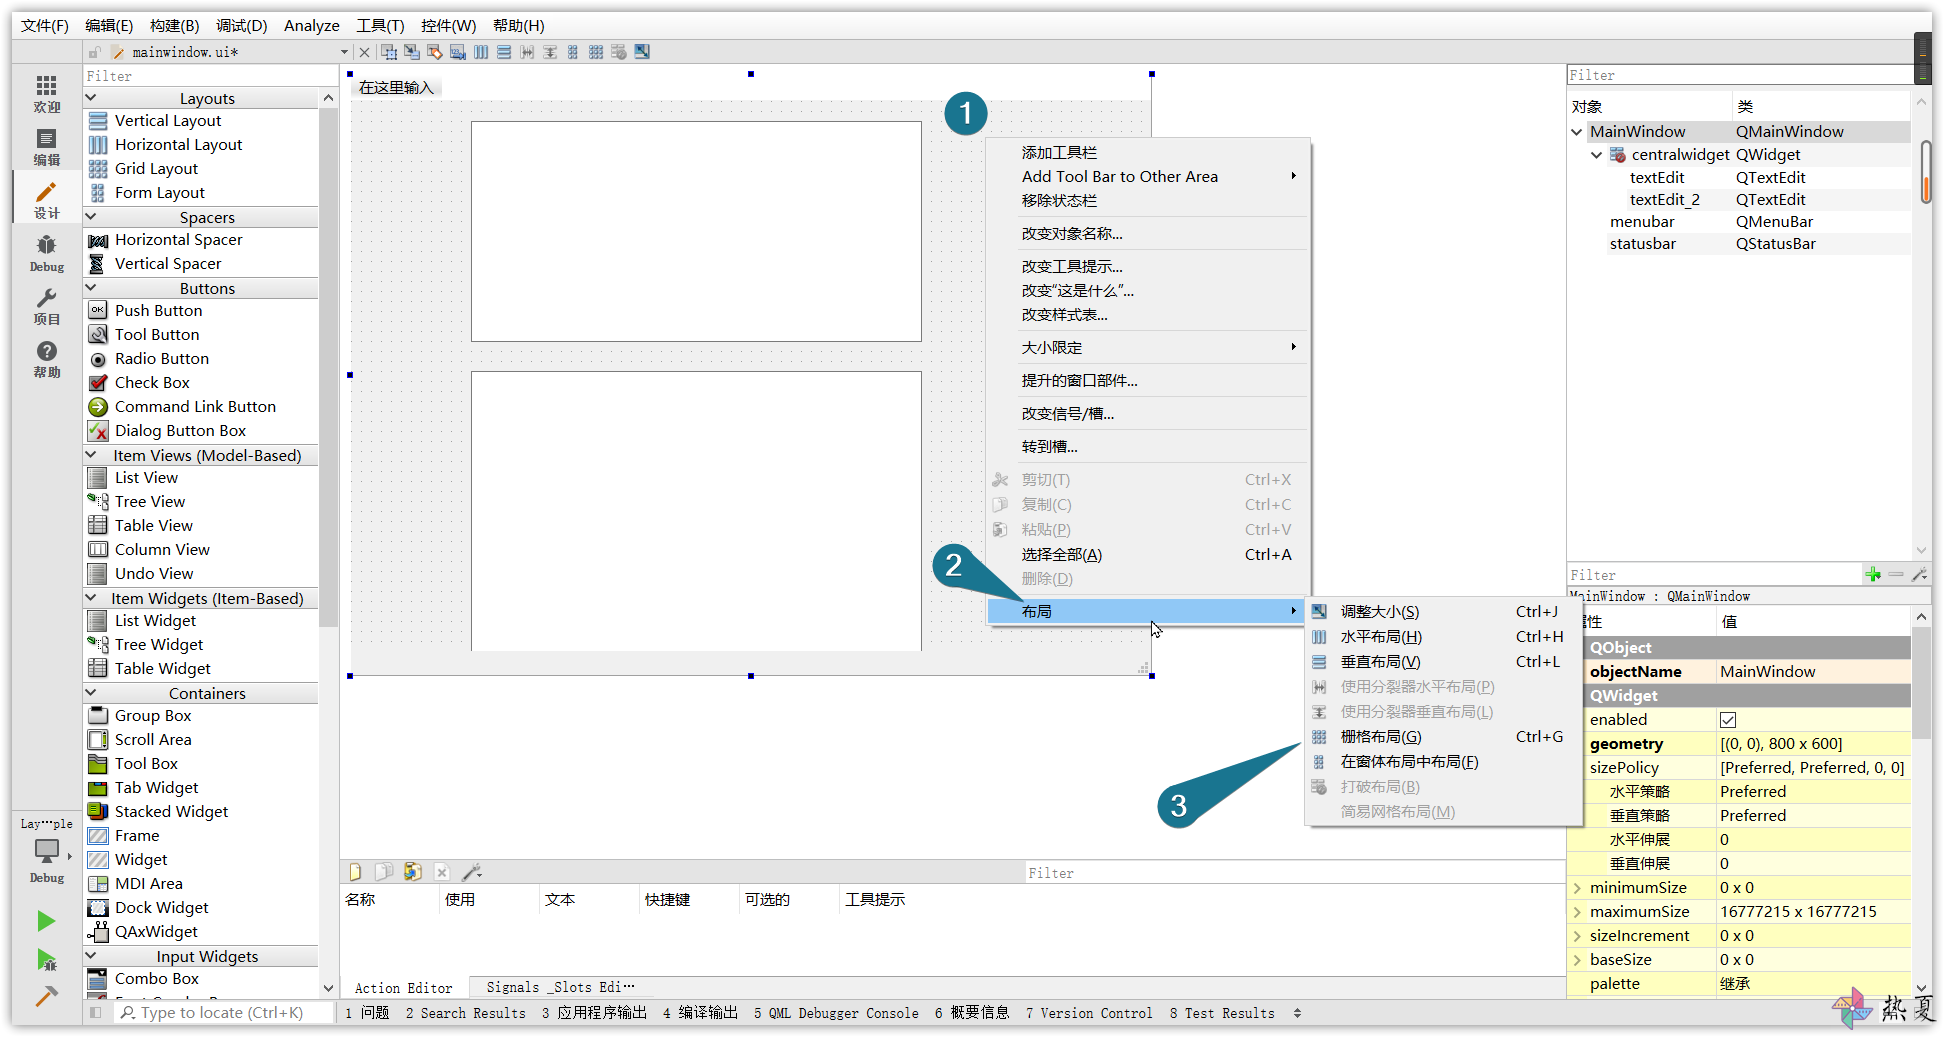 文件(F) 编辑(E) 构建(B) 调试(D) Analyze 工具(T) 控件(W) 帮助(H)
mainwindow.ui*
欢迎
编辑
设计
Debug
项目
帮助
Lay···ple
Debug
Filter
Layouts
Vertical Layout
Horizontal Layout
Grid Layout
Form Layout
Spacers
Horizontal Spacer
Vertical Spacer
Buttons
Push Button
Tool Button
Radio Button
Check Box
Command Link Button
Dialog Button Box
Item Views (Model-Based)
List View
Tree View
Table View
Column View
Undo View
Item Widgets (Item-Based)
List Widget
Tree Widget
Table Widget
Containers
Group Box
Scroll Area
Tool Box
Tab Widget
Stacked Widget
Frame
Widget
MDI Area
Dock Widget
QAxWidget
Input Widgets
Combo Box
在这里输入
1
添加工具栏
Add Tool Bar to Other Area
移除状态栏
改变对象名称...
改变工具提示...
改变“这是什么”...
改变样式表...
大小限定
提升的窗口部件...
改变信号/槽...
转到槽...
剪切(T) Ctrl+X
复制(C) Ctrl+C
粘贴(P) Ctrl+V
选择全部(A) Ctrl+A
删除(D)
2
布局
调整大小(S) Ctrl+J
水平布局(H) Ctrl+H
垂直布局(V) Ctrl+L
使用分裂器水平布局(P)
使用分裂器垂直布局(L)
栅格布局(G) Ctrl+G
在窗体布局中布局(F)
打破布局(B)
简易网格布局(M)
3
Filter
名称 使用 文本 快捷键 可选的 工具提示
Action Editor Signals _Slots Edi···
Filter
对象 类
MainWindow QMainWindow
centralwidget QWidget
textEdit QTextEdit
textEdit_2 QTextEdit
menubar QMenuBar
statusbar QStatusBar
Filter
MainWindow : QMainWindow
属性 值
QObject
objectName MainWindow
QWidget
enabled
geometry [(0, 0), 800 x 600]
sizePolicy [Preferred, Preferred, 0, 0]
水平策略 Preferred
垂直策略 Preferred
水平伸展 0
垂直伸展 0
minimumSize 0 x 0
maximumSize 16777215 x 16777215
sizeIncrement 0 x 0
baseSize 0 x 0
palette 继承
Type to locate (Ctrl+K)
1 问题 2 Search Results 3 应用程序输出 4 编译输出 5 QML Debugger Console 6 概要信息 7 Version Control 8 Test Results
热夏